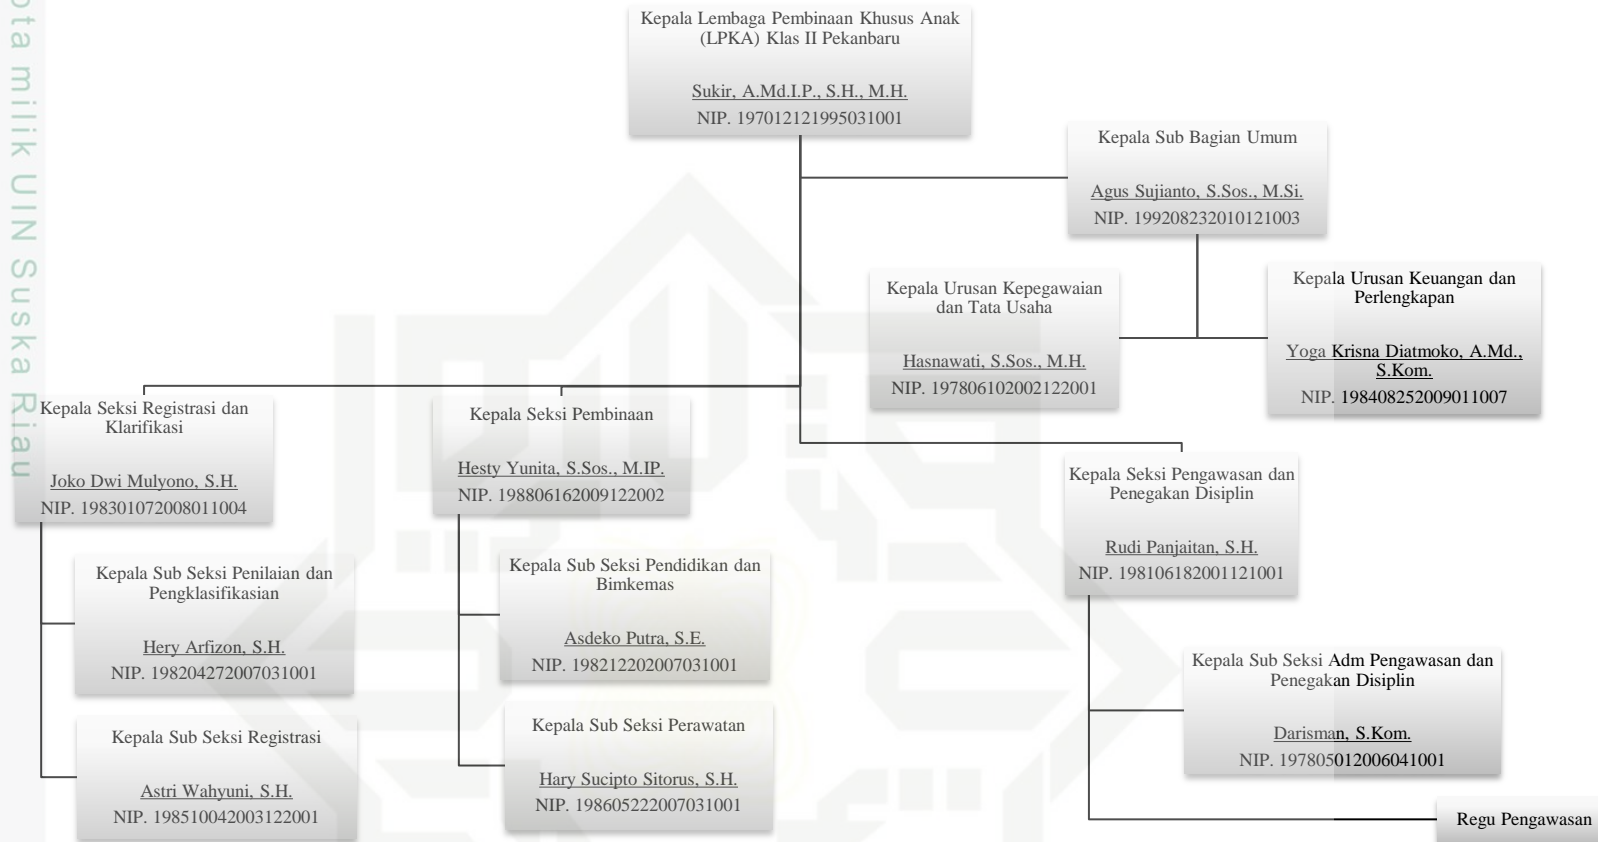 Kepala Lembaga Pembinaan Khusus Anak
(LPKA) Klas II Pekanbaru
Sukir, A.Md.I.P., S.H., M.H.
NIP. 197012121995031001
Kepala Sub Bagian Umum
Agus Sujianto, S.Sos., M.Si.
NIP. 199208232010121003
Kepala Urusan Kepegawaian
dan Tata Usaha
Hasnawati, S.Sos., M.H.
NIP. 197806102002122001
Kepala Urusan Keuangan dan
Perlengkapan
Yoga Krisna Diatmoko, A.Md.,
S.Kom.
NIP. 198408252009011007
Kepala Seksi Registrasi dan
Klarifikasi
Joko Dwi Mulyono, S.H.
NIP. 198301072008011004
Kepala Sub Seksi Penilaian dan
Pengklasifikasian
Hery Arfizon, S.H.
NIP. 198204272007031001
Kepala Sub Seksi Registrasi
Astri Wahyuni, S.H.
NIP. 198510042003122001
Kepala Seksi Pembinaan
Hesty Yunita, S.Sos., M.IP.
NIP. 198806162009122002
Kepala Sub Seksi Pendidikan dan
Bimkemas
Asdeko Putra, S.E.
NIP. 198212202007031001
Kepala Sub Seksi Perawatan
Hary Sucipto Sitorus, S.H.
NIP. 198605222007031001
Kepala Seksi Pengawasan dan
Penegakan Disiplin
Rudi Panjaitan, S.H.
NIP. 198106182001121001
Kepala Sub Seksi Adm Pengawasan dan
Penegakan Disiplin
Darisman, S.Kom.
NIP. 197805012006041001
Regu Pengawasan
milik UIN Suska Riau